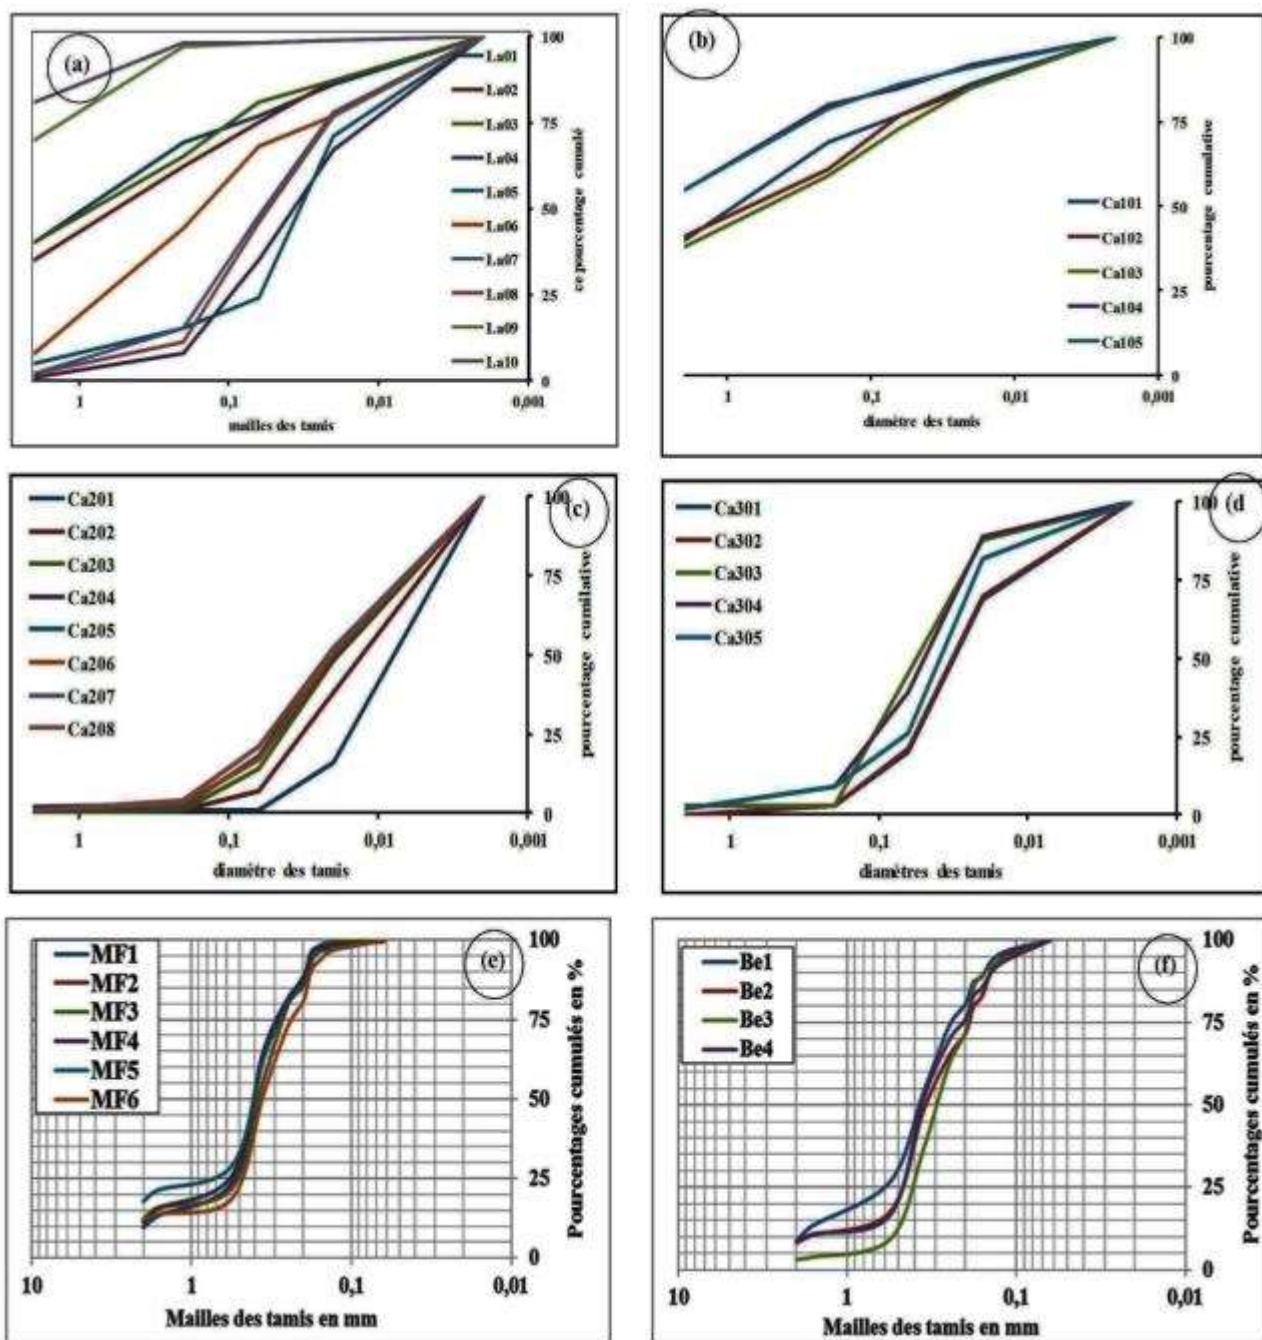 (a)
La01
La02
La03
La04
La05
La06
La07
La08
La09
La10
100
75
50
25
0
ce pourcentage cumulé
1 0,1 0,01 0,001
mailles des tamis
(b)
Ca101
Ca102
Ca103
Ca104
Ca105
100
75
50
25
0
pourcentage cumulative
1 0,1 0,01 0,001
diamètre des tamis
Ca201
Ca202
Ca203
Ca204
Ca205
Ca206
Ca207
Ca208
(c)
100
75
50
25
0
pourcentage cumilative
1 0,1 0,01 0,001
diamètre des tamis
Ca301
Ca302
Ca303
Ca304
Ca305
(d
100
75
50
25
0
pourcentage cumulative
1 0,1 0,01 0,001
diamètres des tamis
MF1
MF2
MF3
MF4
MF5
MF6
(e)
100
75
50
25
0
Pourcentages cumulés en %
10 1 0,1 0,01
Mailles des tamis en mm
Be1
Be2
Be3
Be4
(f)
100
75
50
25
0
Pourcentages cumulés en %
10 1 0,1 0,01
Mailles des tamis en mm